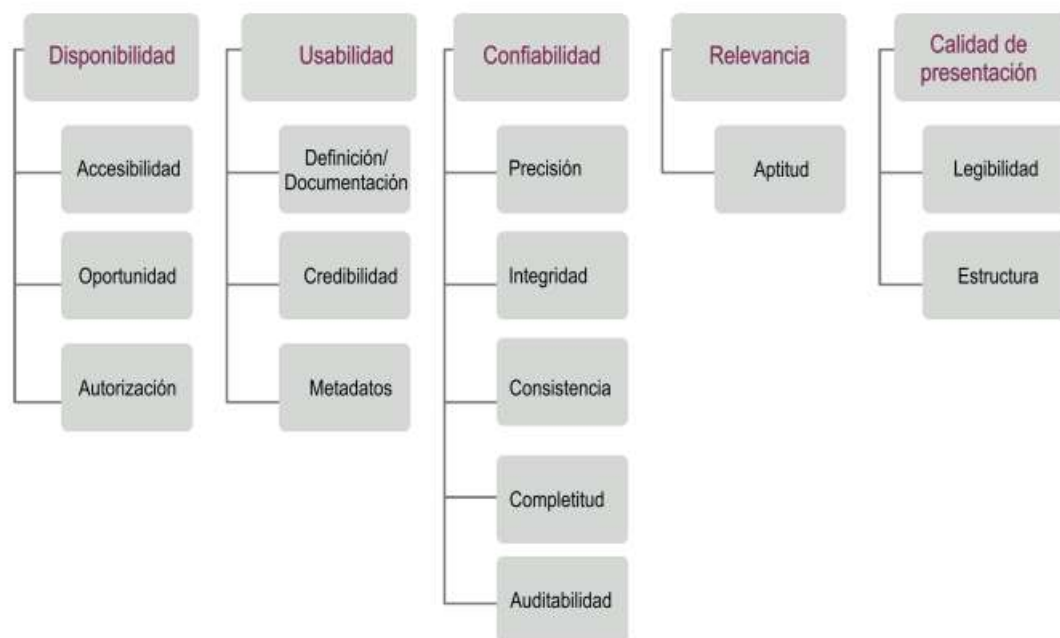 Disponibilidad
Accesibilidad
Oportunidad
Autorización
Usabilidad
Definición/
Documentación
Credibilidad
Metadatos
Confiabilidad
Precisión
Integridad
Consistencia
Completitud
Auditabilidad
Relevancia
Aptitud
Calidad de
presentación
Legibilidad
Estructura